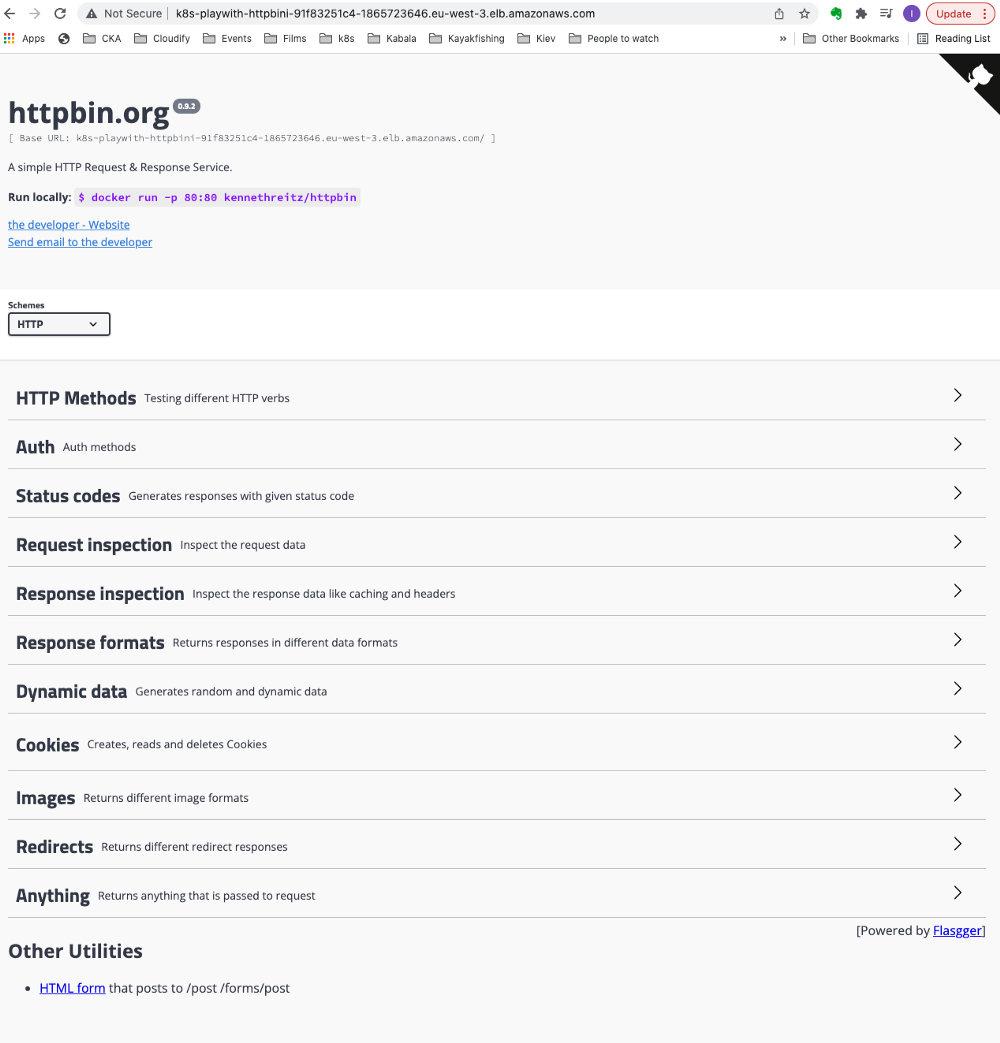 Not Secure | k8s-playwith-httpbini-91f83251c4-1865723646.eu-west-3.elb.amazonaws.com I Update
Apps CKA Cloudify Events Films k8s Kabala Kayakfishing Kiev People to watch » Other Bookmarks Reading List
httpbin.org 0.9.2
[ Base URL: k8s-playwith-httpbini-91f83251c4-1865723646.eu-west-3.elb.amazonaws.com/ ]
A simple HTTP Request & Response Service.
Run locally: $ docker run -p 80:80 kennethreitz/httpbin
the developer - Website
Send email to the developer
Schemes
HTTP
HTTP Methods Testing different HTTP verbs
Auth Auth methods
Status codes Generates responses with given status code
Request inspection Inspect the request data
Response inspection Inspect the response data like caching and headers
Response formats Returns responses in different data formats
Dynamic data Generates random and dynamic data
Cookies Creates, reads and deletes Cookies
Images Returns different image formats
Redirects Returns different redirect responses
Anything Returns anything that is passed to request
[Powered by Flasgger]
Other Utilities
• HTML form that posts to /post /forms/post